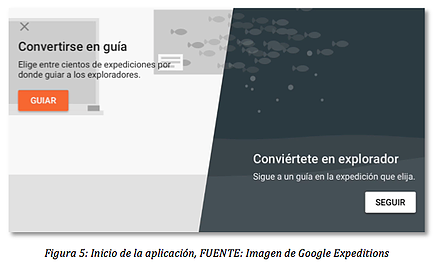 Convertirse en guía
Elige entre cientos de expediciones por
donde guiar a los exploradores.
GUIAR
Conviértete en explorador
Sigue a un guía en la expedición que elija.
SEGUIR
Figura 5: Inicio de la aplicación, FUENTE: Imagen de Google Expeditions